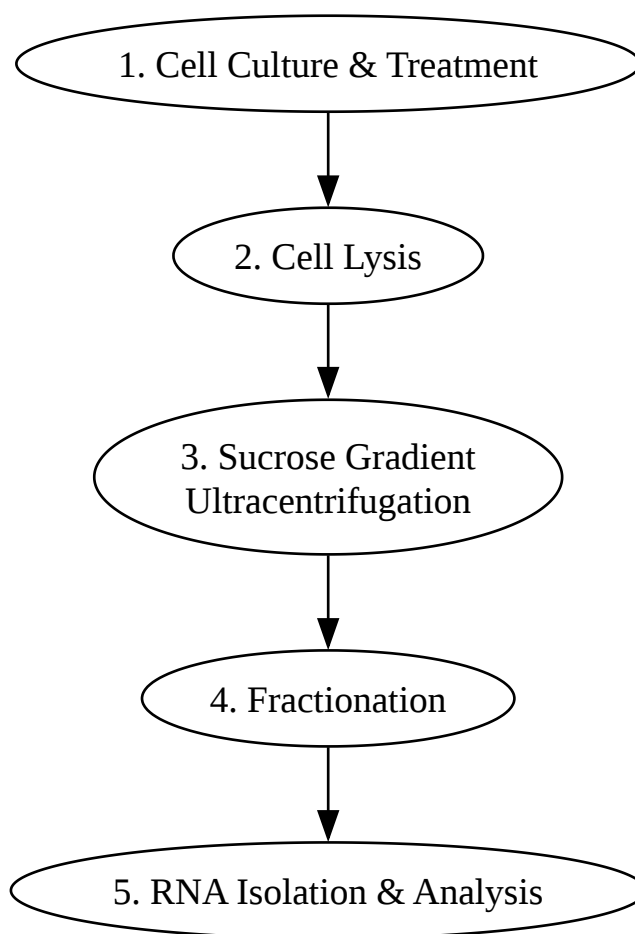 1. Cell Culture & Treatment
2. Cell Lysis
3. Sucrose Gradient
Ultracentrifugation
4. Fractionation
5. RNA Isolation & Analysis